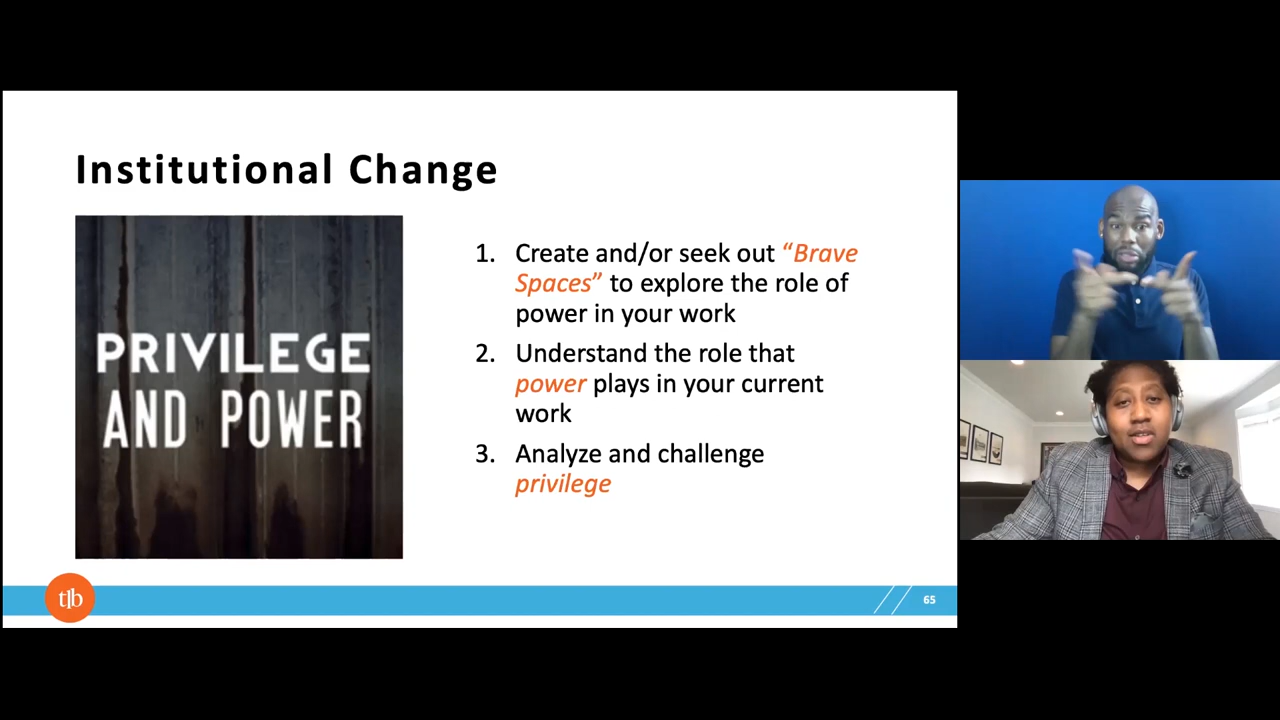 Institutional Change
PRIVILEGE
AND POWER
1. Create and/or seek out “Brave
Spaces” to explore the role of
power in your work
2. Understand the role that
power plays in your current
work
3. Analyze and challenge
privilege
tlb
65